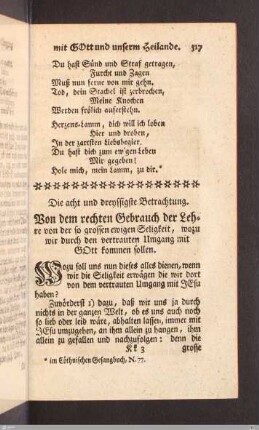 mit GOtt und unserm Heilande. 517
Du hast Sünd und Straf getragen,
Furcht und Zagen
Muß nun ferne von mir gehn,
Tod, dein Stachel ist zerbrochen,
Meine Knochen
Werden frölich auferstehn.
Herzens-Lamm, dich will ich loben
Hier und droben,
In der zartsten Liebsbegier.
Du hast dich zum ew'gen Leben
Mir gegeben!
Hole mich, mein Lamm, zu dir.*
Die acht und dreyssigste Betrachtung.
Von dem rechten Gebrauch der Leh-
re von der so grossen ewigen Seligkeit, wozu
wir durch den vertrauten Umgang mit
GOtt kommen sollen.
Wozu soll uns nun dieses alles dienen, wenn
wir die Seligkeit erwägen die wir dort
von dem vertrauten Umgang mit JEsu
haben?
Zuwörderst 1) dazu, daß wir uns ja durch
nichts in der ganzen Welt, ob es uns auch noch
so lieb oder leid wäre, abhalten lassen, immer mit
JEsu umzugehen, an ihm allein zu hangen, ihm
allein zu gefallen und nachzufolgen: denn die
Kk 3 grosse
* im Cöthnischen Gesangbuch, N. 77.